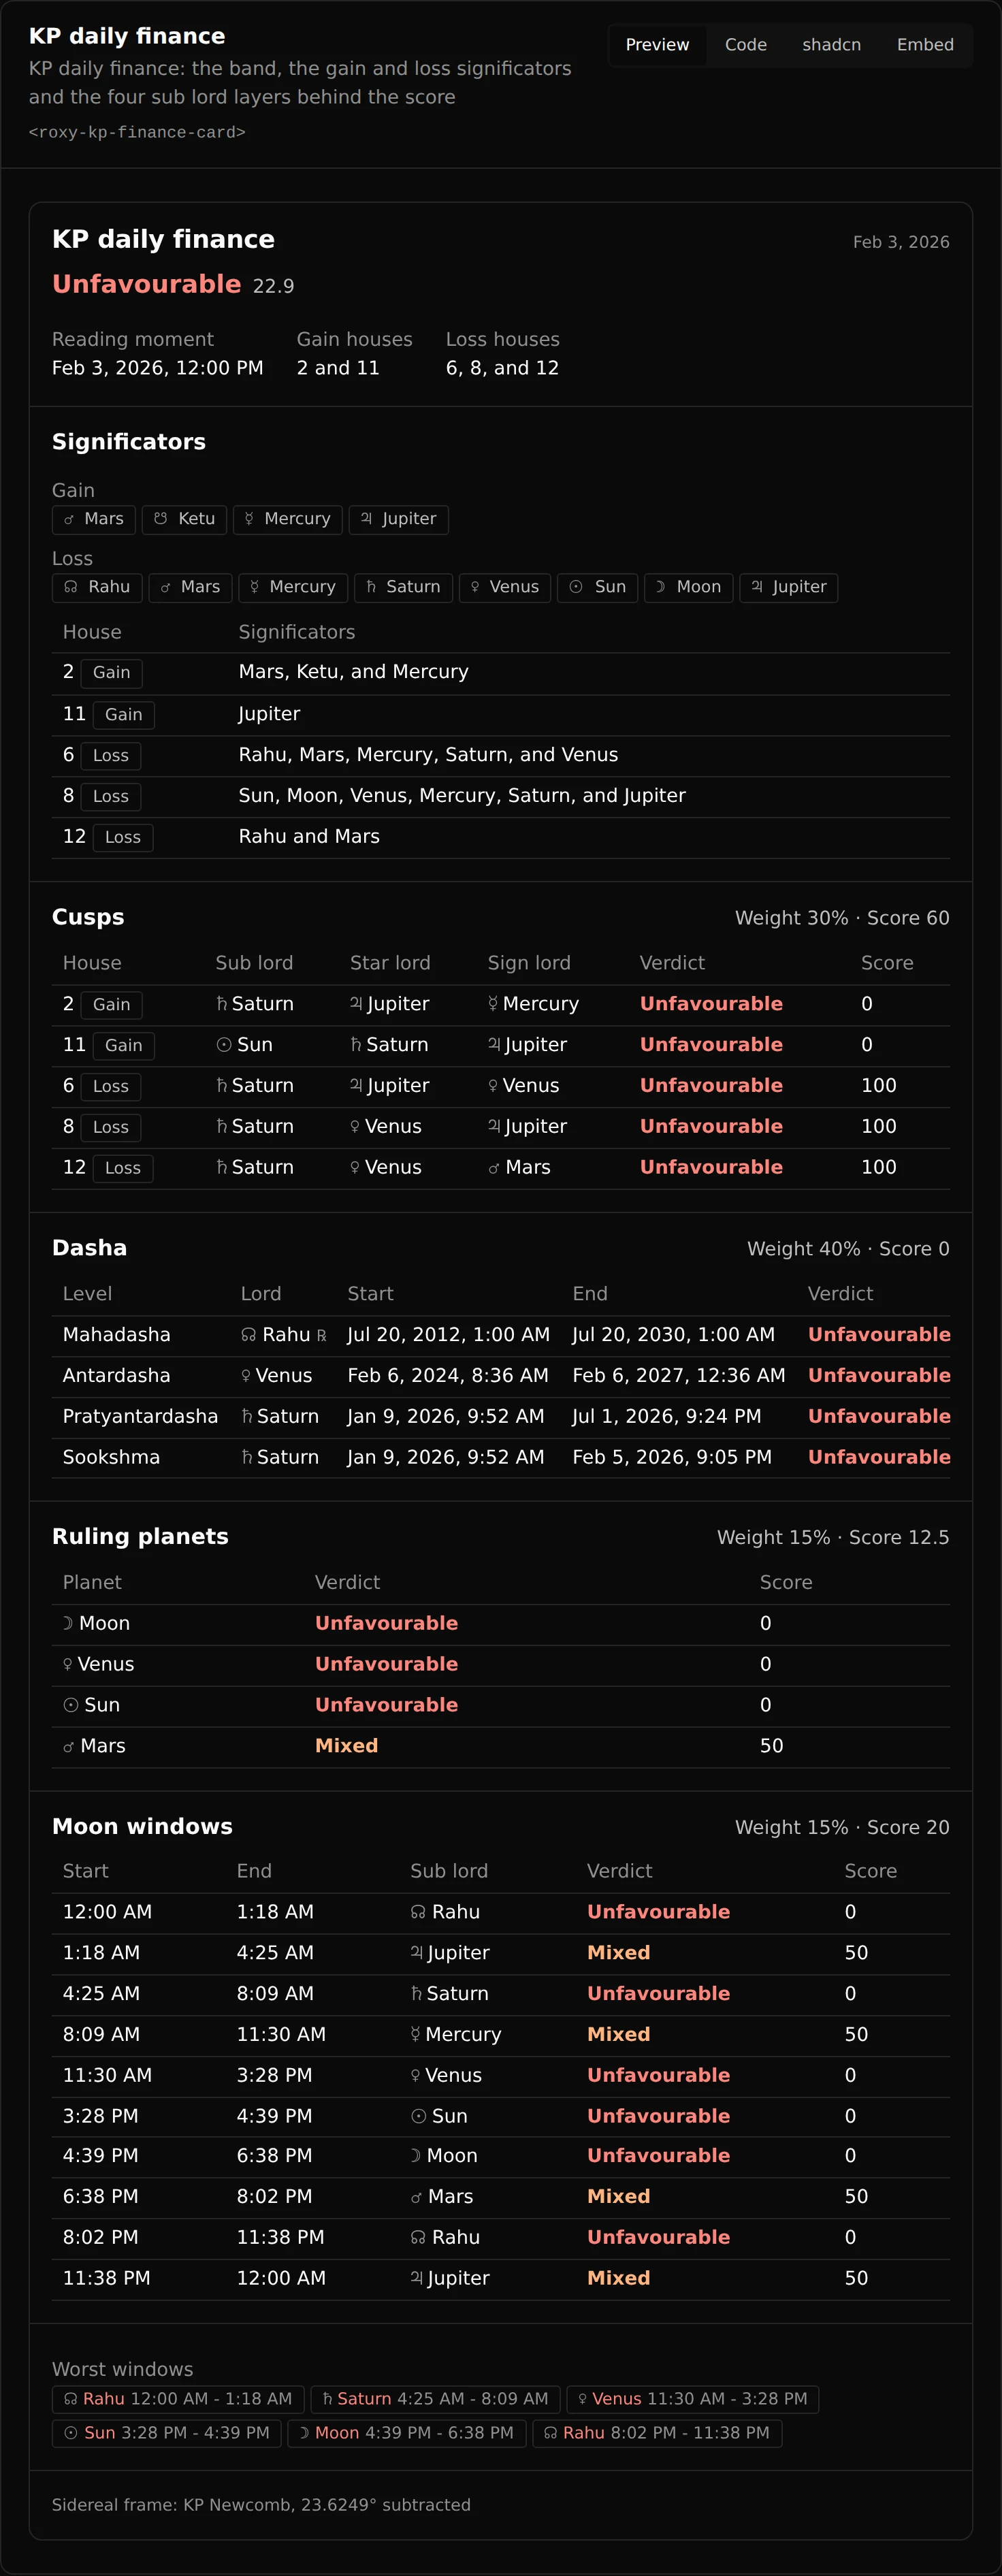 KP daily finance
Preview Code shadcn Embed
KP daily finance: the band, the gain and loss significators
and the four sub lord layers behind the score
<roxy-kp-finance-card>
KP daily finance
Feb 3, 2026
Unfavourable 22.9
Reading moment Gain houses Loss houses
Feb 3, 2026, 12:00 PM 2 and 11 6, 8, and 12
Significators
Gain
♂ Mars ☋ Ketu ☿ Mercury ♃ Jupiter
Loss
☊ Rahu ♂ Mars ☿ Mercury ♄ Saturn ♀ Venus ☉ Sun ☽ Moon ♃ Jupiter
House Significators
2 Gain Mars, Ketu, and Mercury
11 Gain Jupiter
6 Loss Rahu, Mars, Mercury, Saturn, and Venus
8 Loss Sun, Moon, Venus, Mercury, Saturn, and Jupiter
12 Loss Rahu and Mars
Cusps Weight 30% · Score 60
House Sub lord Star lord Sign lord Verdict Score
2 Gain ♄ Saturn ♃ Jupiter ☿ Mercury Unfavourable 0
11 Gain ☉ Sun ♄ Saturn ♃ Jupiter Unfavourable 0
6 Loss ♄ Saturn ♃ Jupiter ♀ Venus Unfavourable 100
8 Loss ♄ Saturn ♀ Venus ♃ Jupiter Unfavourable 100
12 Loss ♄ Saturn ♀ Venus ♂ Mars Unfavourable 100
Dasha Weight 40% · Score 0
Level Lord Start End Verdict
Mahadasha ☊ Rahu ℞ Jul 20, 2012, 1:00 AM Jul 20, 2030, 1:00 AM Unfavourable
Antardasha ♀ Venus Feb 6, 2024, 8:36 AM Feb 6, 2027, 12:36 AM Unfavourable
Pratyantardasha ♄ Saturn Jan 9, 2026, 9:52 AM Jul 1, 2026, 9:24 PM Unfavourable
Sookshma ♄ Saturn Jan 9, 2026, 9:52 AM Feb 5, 2026, 9:05 PM Unfavourable
Ruling planets Weight 15% · Score 12.5
Planet Verdict Score
☽ Moon Unfavourable 0
♀ Venus Unfavourable 0
☉ Sun Unfavourable 0
♂ Mars Mixed 50
Moon windows Weight 15% · Score 20
Start End Sub lord Verdict Score
12:00 AM 1:18 AM ☊ Rahu Unfavourable 0
1:18 AM 4:25 AM ♃ Jupiter Mixed 50
4:25 AM 8:09 AM ♄ Saturn Unfavourable 0
8:09 AM 11:30 AM ☿ Mercury Mixed 50
11:30 AM 3:28 PM ♀ Venus Unfavourable 0
3:28 PM 4:39 PM ☉ Sun Unfavourable 0
4:39 PM 6:38 PM ☽ Moon Unfavourable 0
6:38 PM 8:02 PM ♂ Mars Mixed 50
8:02 PM 11:38 PM ☊ Rahu Unfavourable 0
11:38 PM 12:00 AM ♃ Jupiter Mixed 50
Worst windows
☊ Rahu 12:00 AM - 1:18 AM ♄ Saturn 4:25 AM - 8:09 AM ♀ Venus 11:30 AM - 3:28 PM
☉ Sun 3:28 PM - 4:39 PM ☽ Moon 4:39 PM - 6:38 PM ☊ Rahu 8:02 PM - 11:38 PM
Sidereal frame: KP Newcomb, 23.6249° subtracted